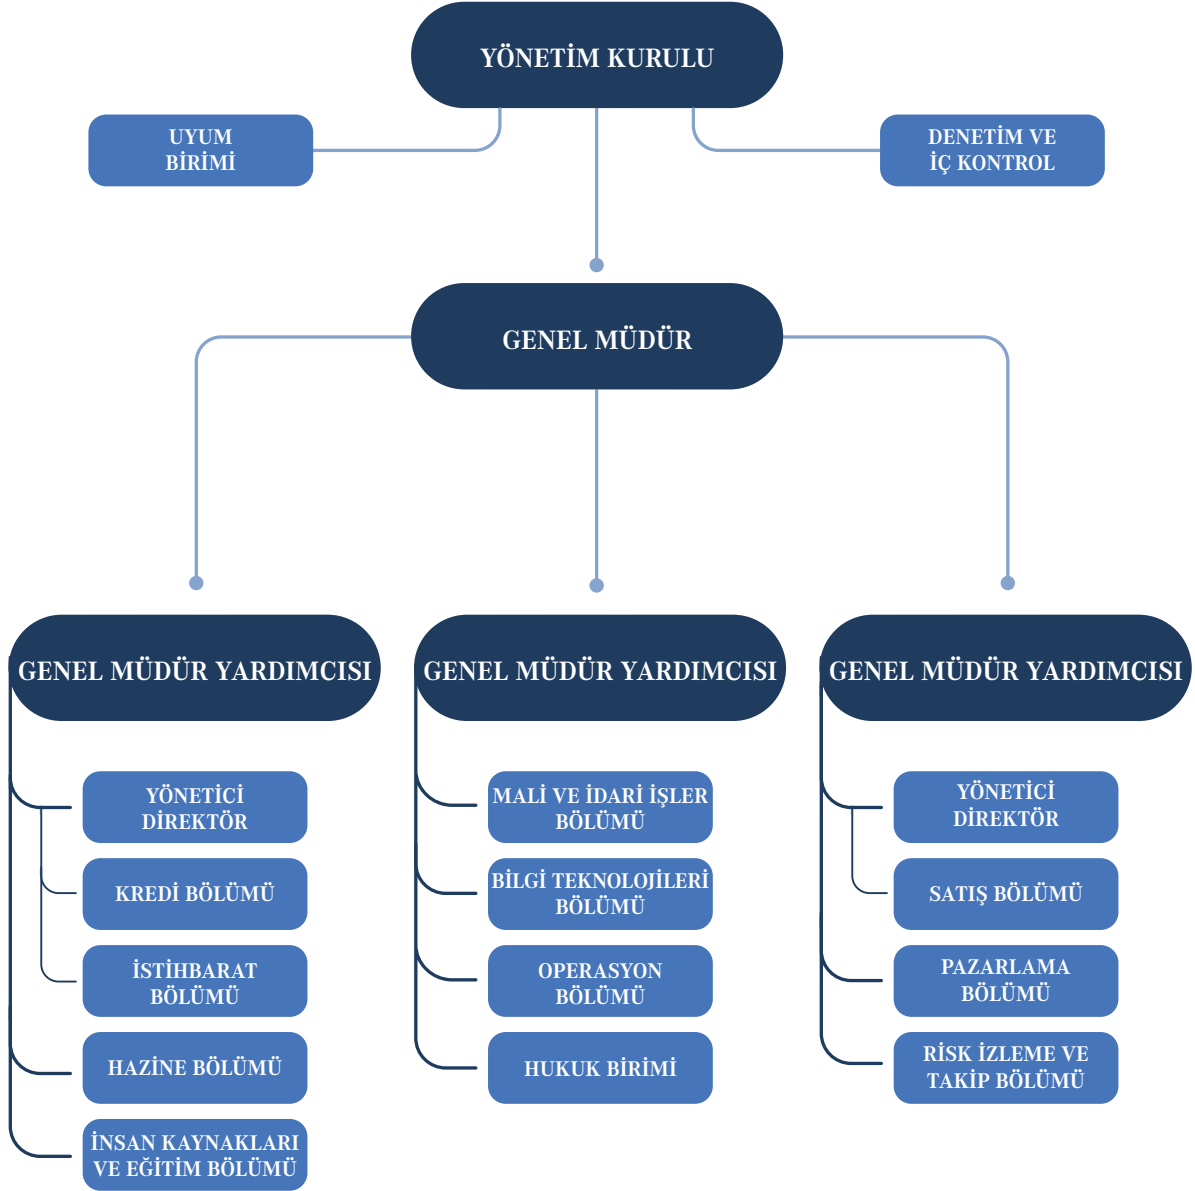 YÖNETİM KURULU
UYUM
BİRİMİ
DENETİM VE
İÇ KONTROL
GENEL MÜDÜR
GENEL MÜDÜR YARDIMCISI
YÖNETİCİ
DİREKTÖR
KREDİ BÖLÜMÜ
İSTİHBARAT
BÖLÜMÜ
HAZİNE BÖLÜMÜ
İNSAN KAYNAKLARI
VE EĞİTİM BÖLÜMÜ
GENEL MÜDÜR YARDIMCISI
MALİ VE İDARİ İŞLER
BÖLÜMÜ
BİLGİ TEKNOLOJİLERİ
BÖLÜMÜ
OPERASYON
BÖLÜMÜ
HUKUK BİRİMİ
GENEL MÜDÜR YARDIMCISI
YÖNETİCİ
DİREKTÖR
SATIŞ BÖLÜMÜ
PAZARLAMA
BÖLÜMÜ
RİSK İZLEME VE
TAKİP BÖLÜMÜ